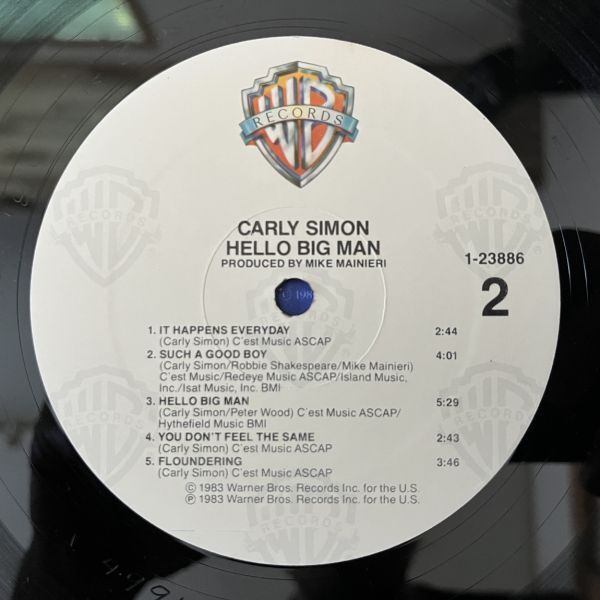 WB
RECORDS
CARLY SIMON
HELLO BIG MAN
PRODUCED BY MIKE MAINIERI
1-23886
2
1. IT HAPPENS EVERYDAY 2:44
(Carly Simon) C'est Music ASCAP
2. SUCH A GOOD BOY 4:01
(Carly Simon/Robbie Shakespeare/Mike Mainieri)
C'est Music/Redeye Music ASCAP/Island Music,
Inc./Isat Music, Inc. BMI
3. HELLO BIG MAN 5:29
(Carly Simon/Peter Wood) C'est Music ASCAP/
Hythefield Music BMI
4. YOU DON'T FEEL THE SAME 2:43
(Carly Simon) C'est Music ASCAP
5. FLOUNDERING 3:46
(Carly Simon) C'est Music ASCAP
© 1983 Warner Bros. Records Inc. for the U.S.
℗ 1983 Warner Bros. Records Inc. for the U.S.